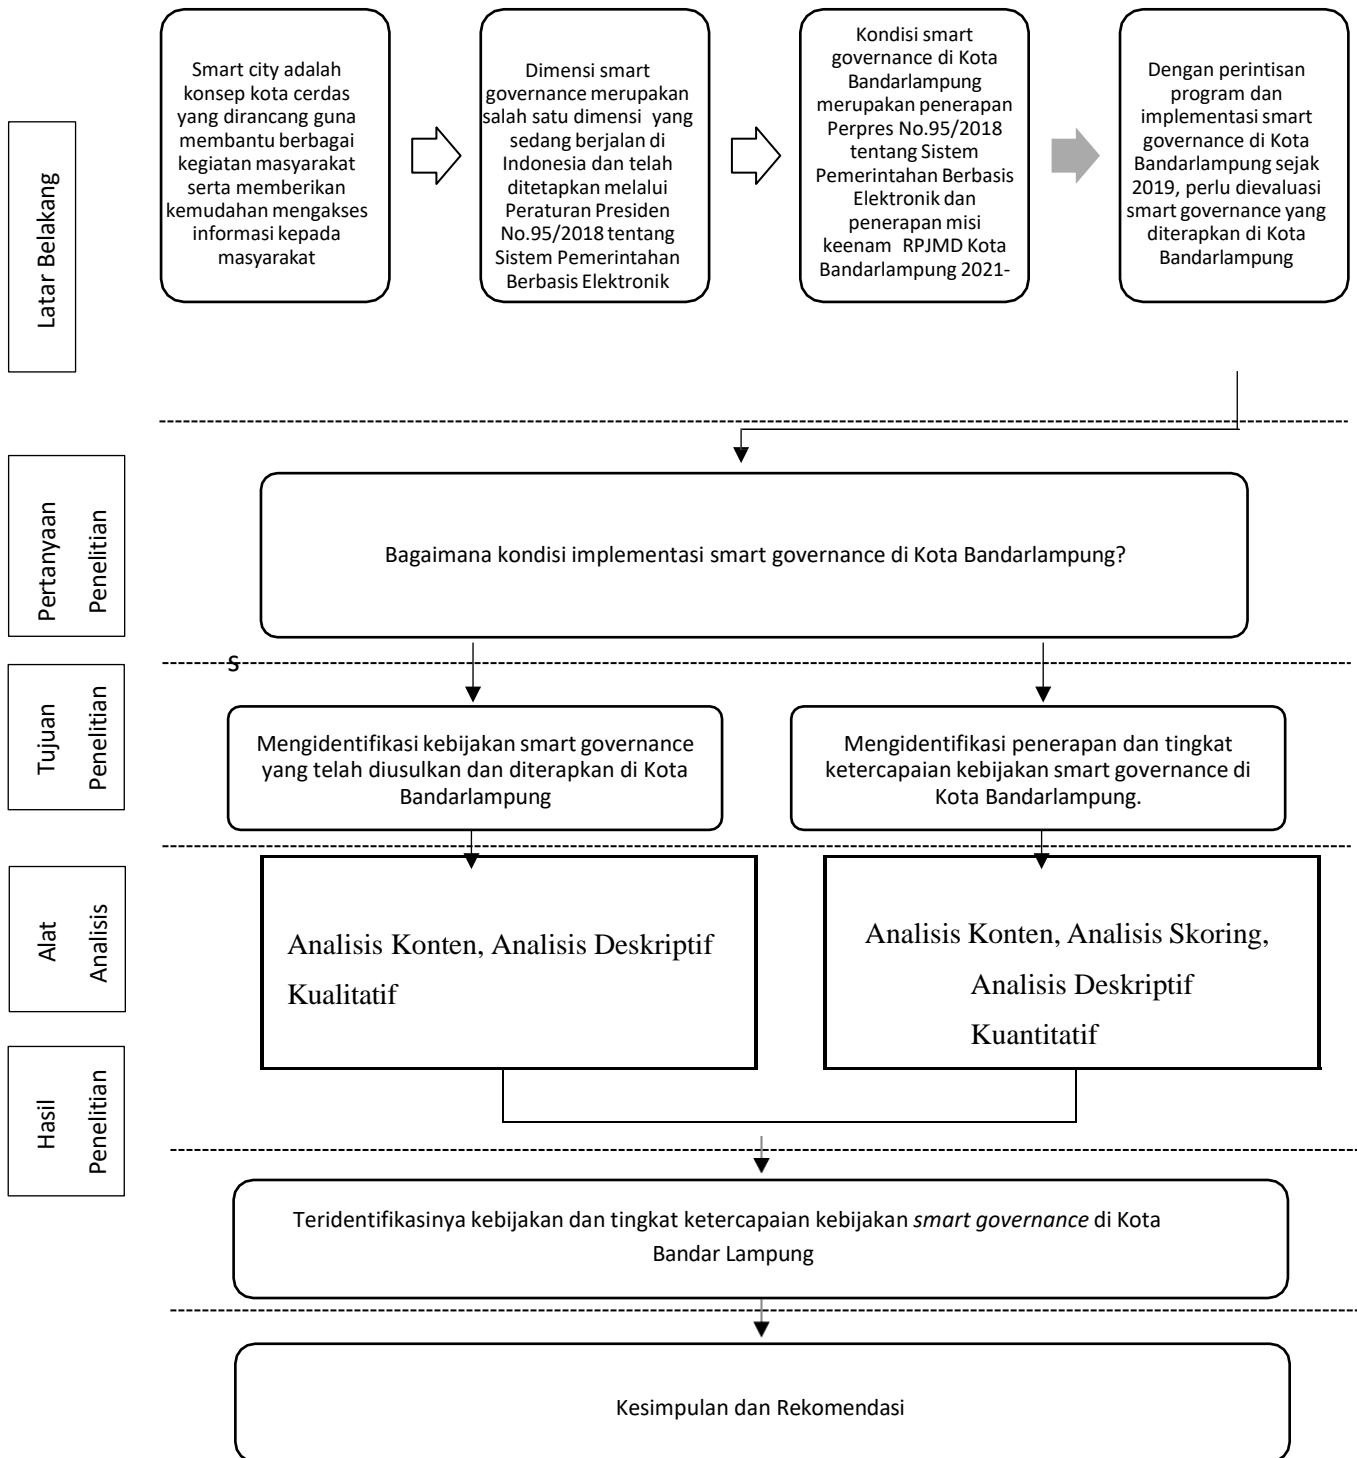 Latar Belakang
Smart city adalah
konsep kota cerdas
yang dirancang guna
membantu berbagai
kegiatan masyarakat
serta memberikan
kemudahan mengakses
informasi kepada
masyarakat
Dimensi smart
governance merupakan
salah satu dimensi yang
sedang berjalan di
Indonesia dan telah
ditetapkan melalui
Peraturan Presiden
No.95/2018 tentang
Sistem Pemerintahan
Berbasis Elektronik
Kondisi smart
governance di Kota
Bandarlampung
merupakan penerapan
Perpres No.95/2018
tentang Sistem
Pemerintahan Berbasis
Elektronik dan
penerapan misi
keenam RPJMD Kota
Bandarlampung 2021-
Dengan perintisan
program dan
implementasi smart
governance di Kota
Bandarlampung sejak
2019, perlu dievaluasi
smart governance yang
diterapkan di Kota
Bandarlampung
Pertanyaan
Penelitian
Bagaimana kondisi implementasi smart governance di Kota Bandarlampung?
s
Tujuan
Penelitian
Mengidentifikasi kebijakan smart governance
yang telah diusulkan dan diterapkan di Kota
Bandarlampung
Mengidentifikasi penerapan dan tingkat
ketercapaian kebijakan smart governance di
Kota Bandarlampung.
Alat
Analisis
Analisis Konten, Analisis Deskriptif
Kualitatif
Analisis Konten, Analisis Skoring,
Analisis Deskriptif
Kuantitatif
Hasil
Penelitian
Teridentifikasinya kebijakan dan tingkat ketercapaian kebijakan smart governance di Kota
Bandar Lampung
Kesimpulan dan Rekomendasi